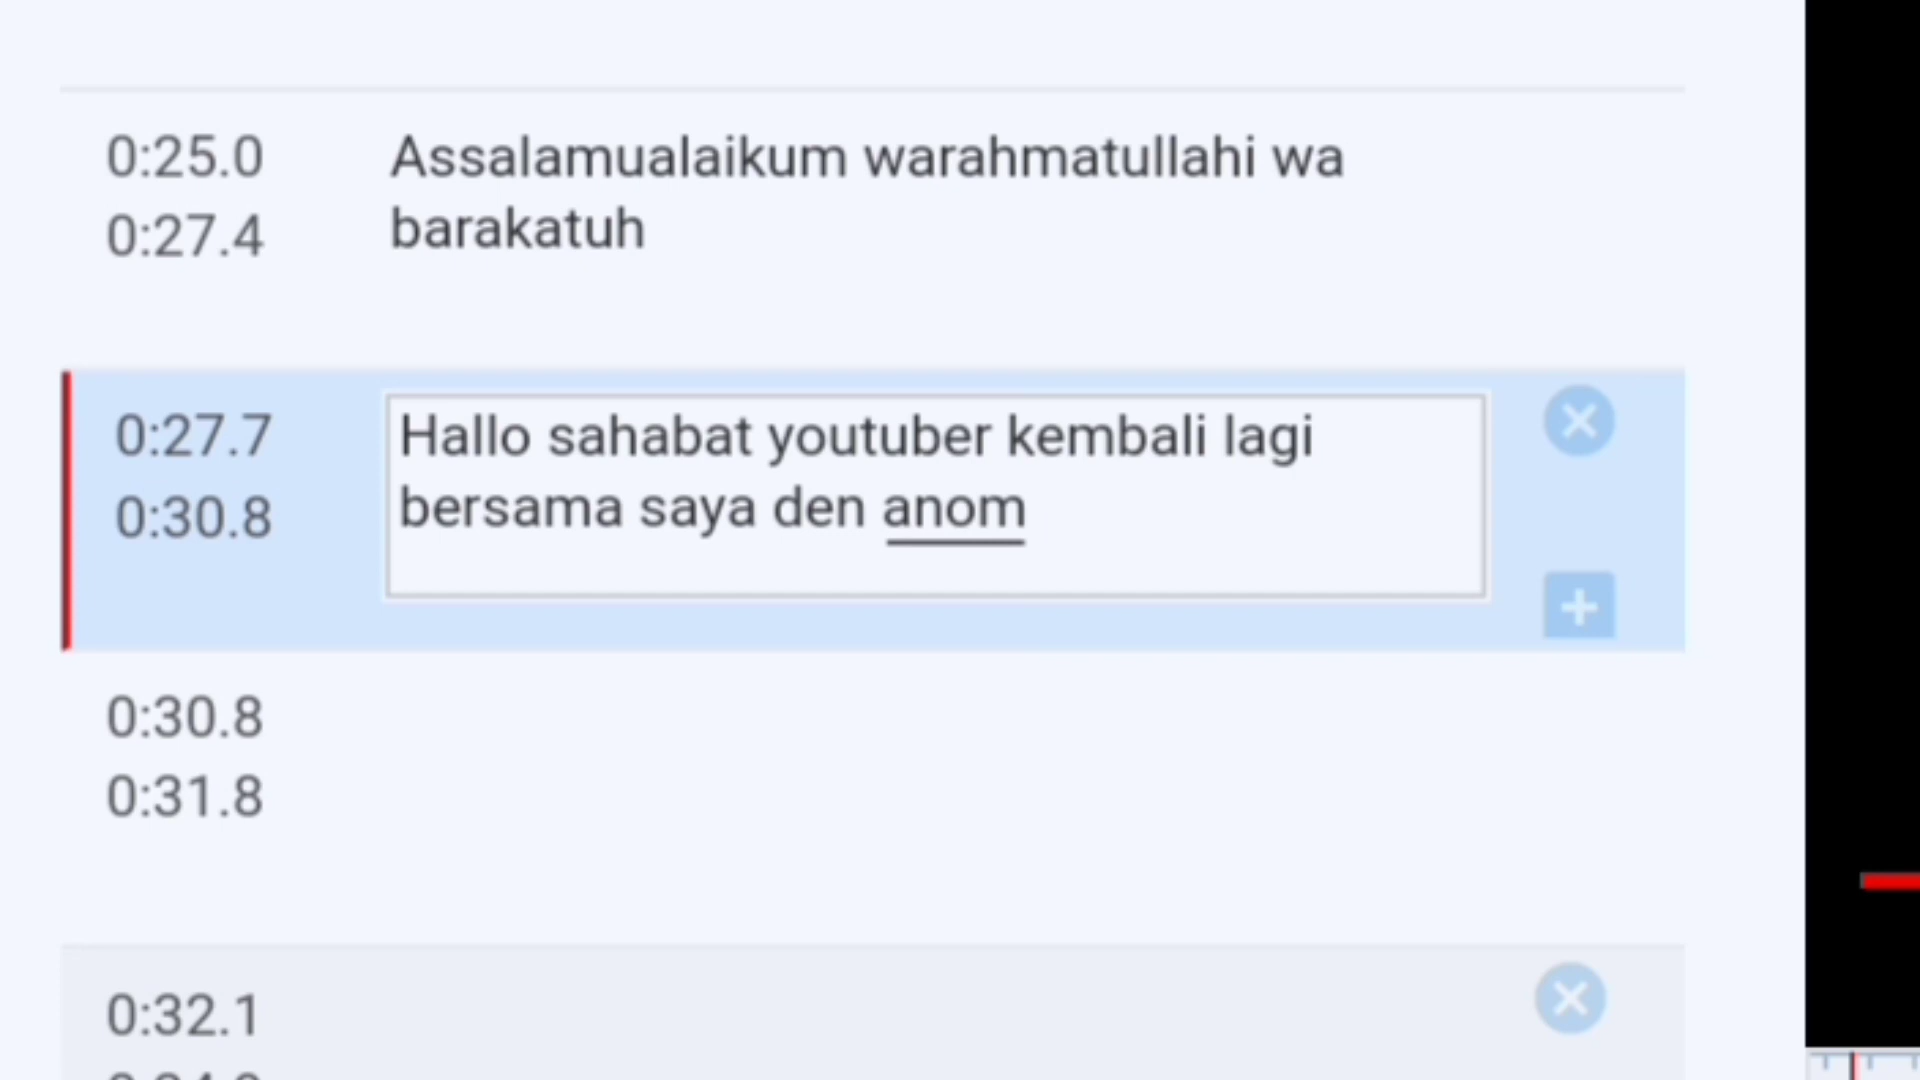 0:25.0 Assalamualaikum warahmatullahi wa
0:27.4 barakatuh
0:27.7 Hallo sahabat youtuber kembali lagi
0:30.8 bersama saya den anom
0:30.8
0:31.8
0:32.1